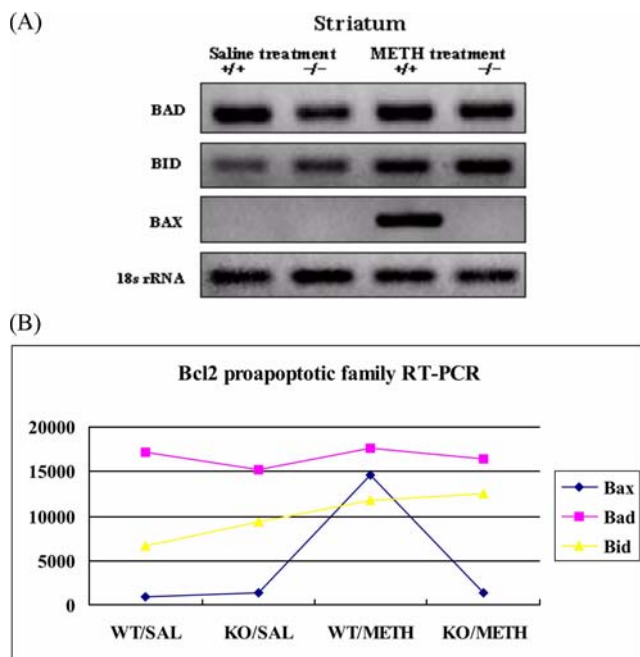 (A)
Striatum
Saline treatment METH treatment
+/+ -/- +/+ -/-
BAD
BID
BAX
18s rRNA
(B)
Bcl2 proapoptotic family RT-PCR
20000
15000
10000
5000
0
WT/SAL KO/SAL WT/METH KO/METH
Bax
Bad
Bid